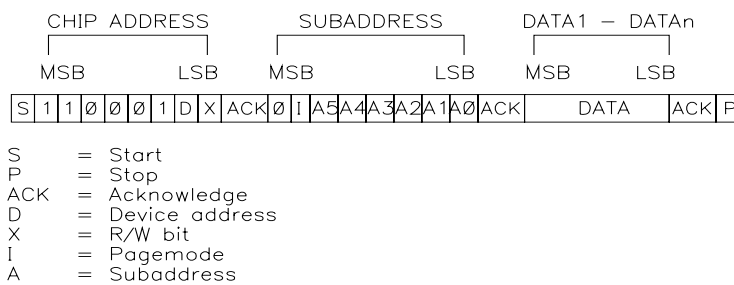 CHIP ADDRESS SUBADDRESS DATA1 – DATAn
MSB LSB MSB LSB MSB LSB
S 1 1 Ø Ø Ø 1 D X ACK Ø I A5 A4 A3 A2 A1 AØ ACK DATA ACK P
S = Start
P = Stop
ACK = Acknowledge
D = Device address
X = R/W bit
I = Pagemode
A = Subaddress